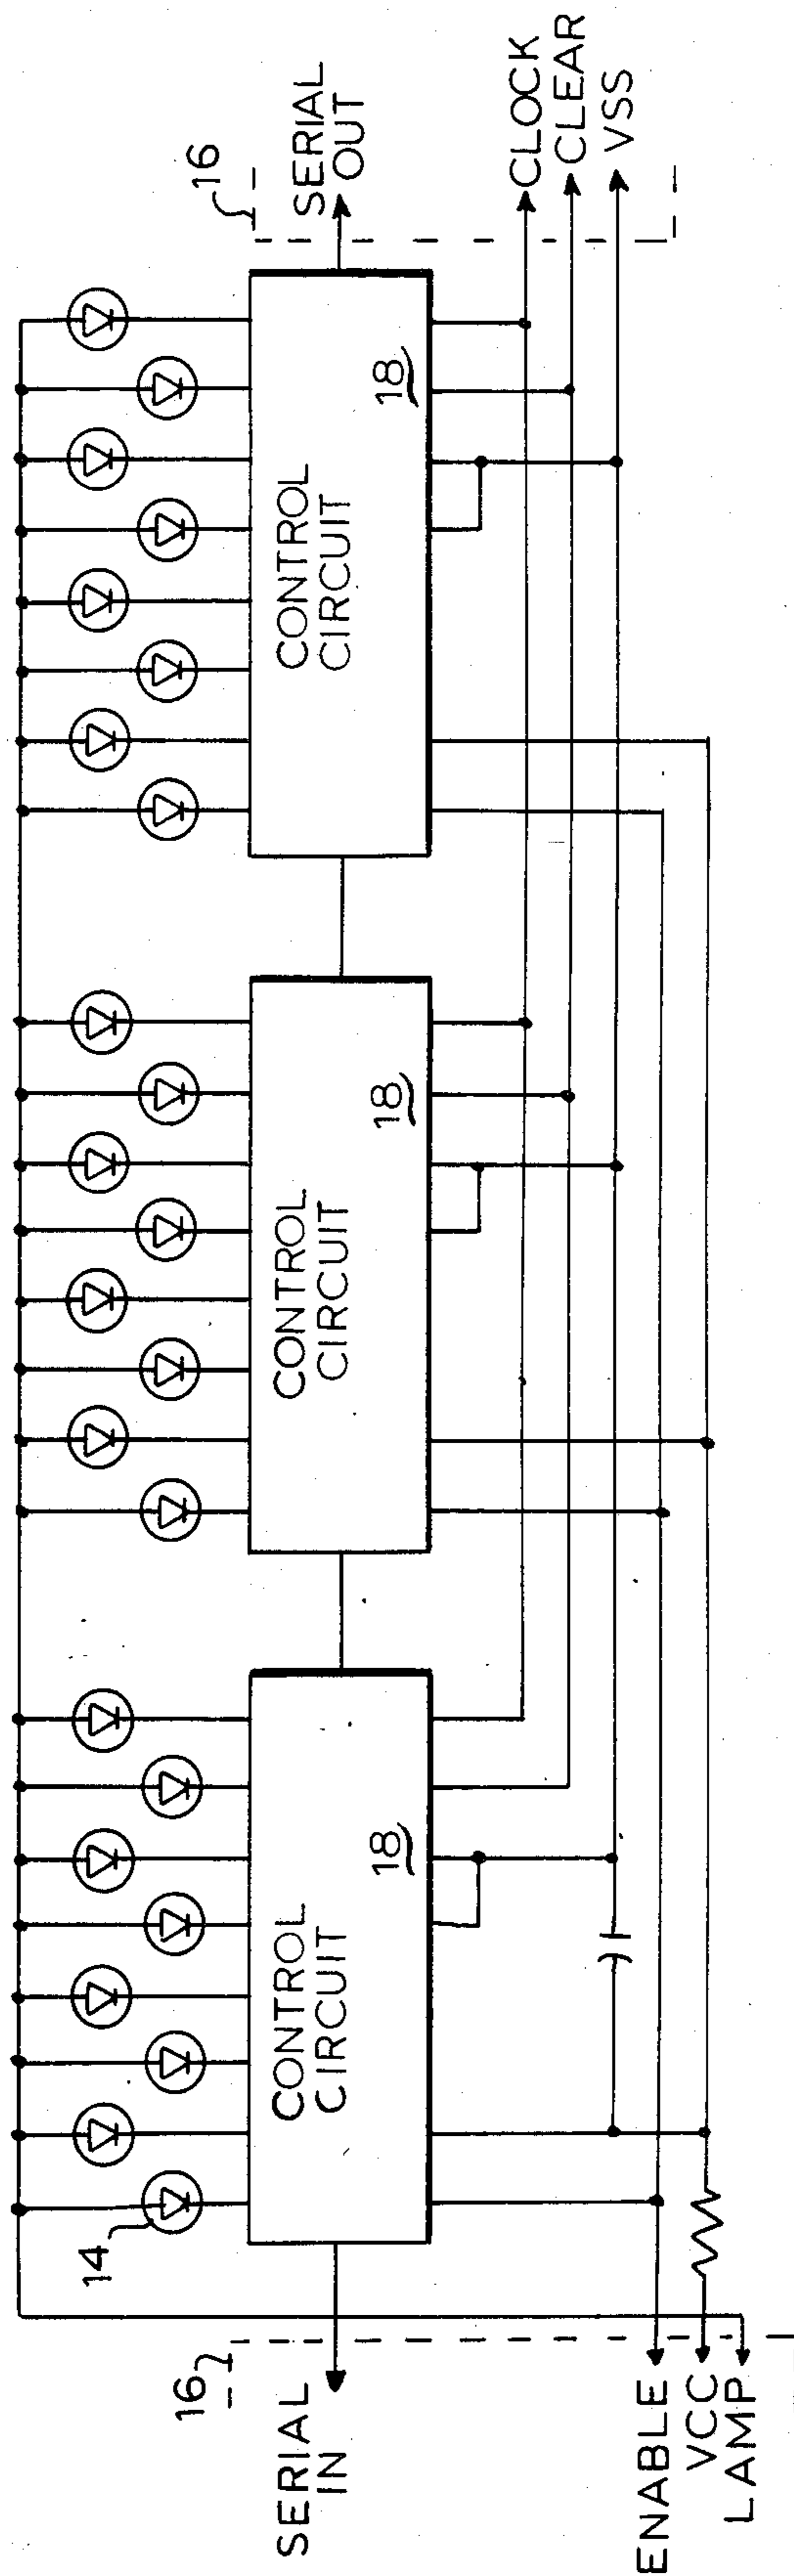 16
SERIAL
OUT
CLOCK
CLEAR
VSS
CONTROL
CIRCUIT
18
CONTROL
CIRCUIT
18
CONTROL
CIRCUIT
18
14
16
SERIAL
IN
ENABLE
VCC
LAMP